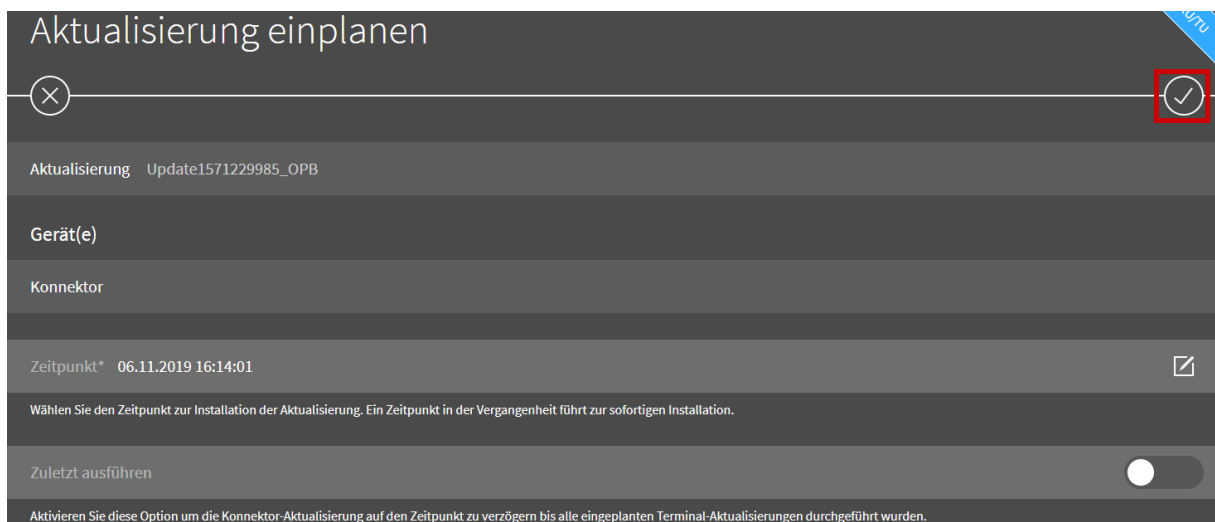 Aktualisierung einplanen
Aktualisierung Update1571229985_OPB
Gerät(e)
Konnektor
Zeitpunkt* 06.11.2019 16:14:01
Wählen Sie den Zeitpunkt zur Installation der Aktualisierung. Ein Zeitpunkt in der Vergangenheit führt zur sofortigen Installation.
Zuletzt ausführen
Aktivieren Sie diese Option um die Konnektor-Aktualisierung auf den Zeitpunkt zu verzögern bis alle eingeplanten Terminal-Aktualisierungen durchgeführt wurden.